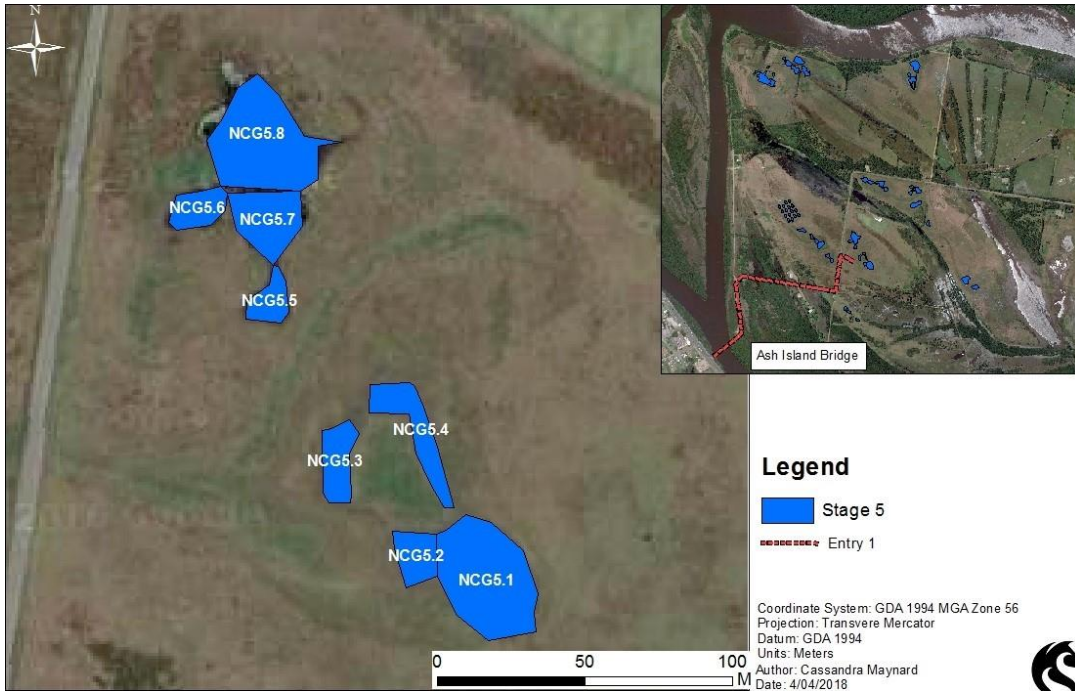 N
NCG5.8
NCG5.6
NCG5.7
NCG5.5
NCG5.4
NCG5.3
NCG5.2
NCG5.1
0 50 100
M
Ash Island Bridge
Legend
Stage 5
Entry 1
Coordinate System: GDA 1994 MGA Zone 56
Projection: Transvere Mercator
Datum: GDA 1994
Units: Meters
Author: Cassandra Maynard
Date: 4/04/2018